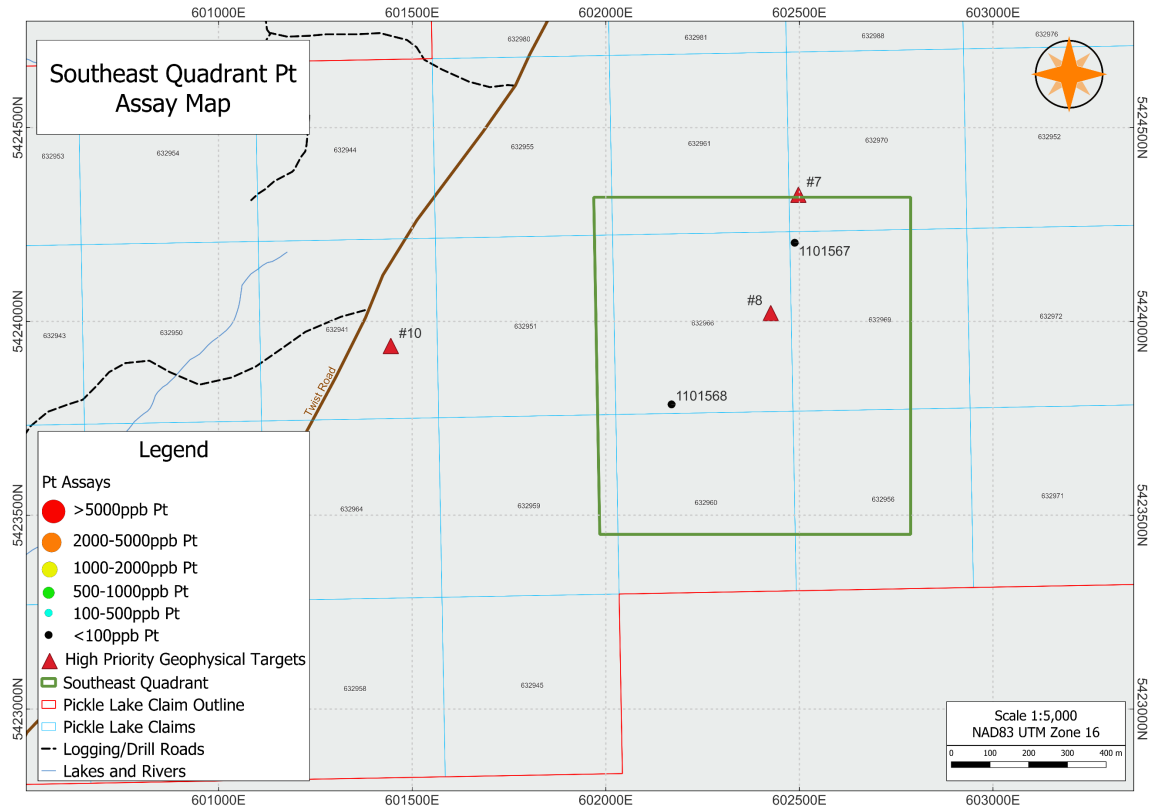 601000E 601500E 602000E 602500E 603000E
632980 632981 632968 632976
Southeast Quadrant Pt
Assay Map
5424500N 5424500N
632953 632954 632944 632955 632961 632970 632952
#7
1101567
#8
5424000N 5424000N
632943 632950 632941 #10 632951 632966 632969 632972
Twist Road
1101568
5423500N 5423500N
632964 632959 632960 632956 632971
Legend
Pt Assays
>5000ppb Pt
2000-5000ppb Pt
1000-2000ppb Pt
500-1000ppb Pt
100-500ppb Pt
<100ppb Pt
High Priority Geophysical Targets
Southeast Quadrant
Pickle Lake Claim Outline
Pickle Lake Claims
Logging/Drill Roads
Lakes and Rivers
632958 632945
5423000N 5423000N
Scale 1:5,000
NAD83 UTM Zone 16
0 100 200 300 400 m
601000E 601500E 602000E 602500E 603000E